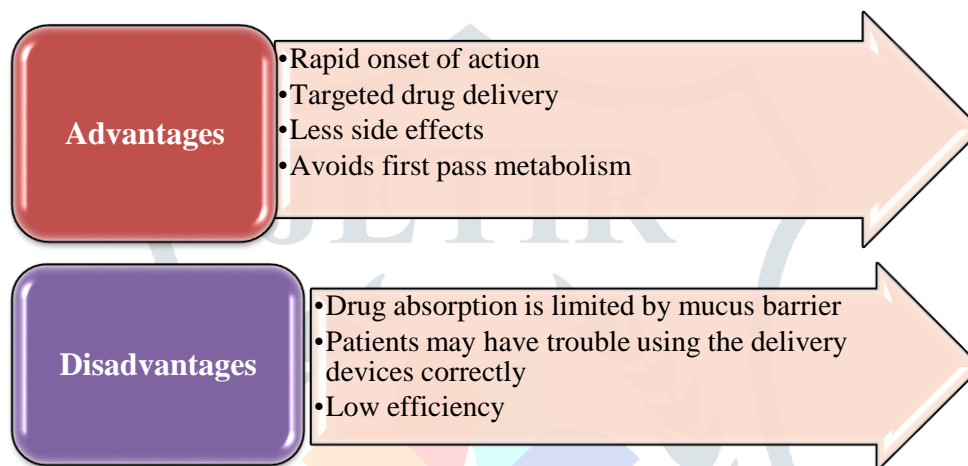 Advantages
•Rapid onset of action
•Targeted drug delivery
•Less side effects
•Avoids first pass metabolism
JETIR
Disadvantages
•Drug absorption is limited by mucus barrier
•Patients may have trouble using the delivery
devices correctly
•Low efficiency